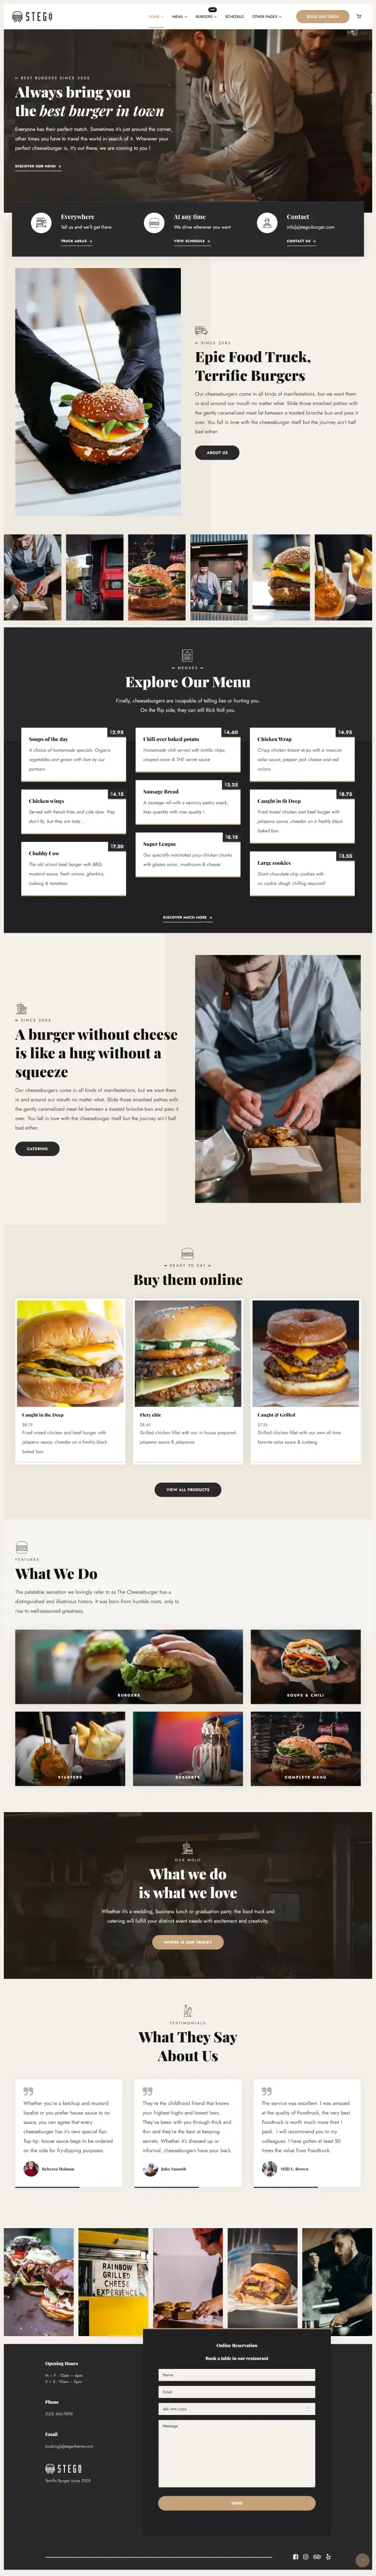 STEGO
HOME
MENU
BURGERS
SCHEDULE
OTHER PAGES
BOOK OUR TRUCK
BEST BURGERS SINCE 2005
Always bring you
the best burger in town
Everyone has their perfect match. Sometimes it's just around the corner,
other times you have to travel the world in search of it. Wherever your
perfect cheeseburger is, it's out there, we are coming to you !
DISCOVER OUR MENU
Everywhere
Tell us and we'll get there
TRUCK AREAS
At any time
We drive wherever you want
VIEW SCHEDULE
Contact
info[a]stego-burger.com
CONTACT US
SINCE 2005
Epic Food Truck,
Terrific Burgers
Our cheeseburgers come in all kinds of manifestations, but we want them
in and around our mouth no matter what. Slide those smashed patties with
the gently caramelized meat fat between a toasted brioche bun and pass it
over. You fall in love with the cheeseburger itself but the journey ain't half
bad either.
ABOUT US
MENUES
Explore Our Menu
Finally, cheeseburgers are incapable of telling lies or hurting you.
On the flip side, they can still Rick Roll you.
$2.95
Soups of the day
A choice of homemade specials. Organic
vegetables and grown with love by our
partners
$4.15
Chicken wings
Served with french fries and cole slaw. They
don't fly, but they are tasty...
$7.50
Chubby Cow
The old school beef burger with BBQ,
mustard sauce, fresh onions, gherkins,
iceberg & tomatoes
$4.60
Chili over baked potato
Homemade chili served with tortilla chips,
choped onion & THE secret sauce
$3.25
Sausage Bread
A sausage roll with a savoury pastry snack.
Max quantity with max quality !
$8.15
Super League
Our specially marinated juicy chicken chunks
with glazes onion, mushroom & cheese
$4.95
Chicken Wrap
Crispy chicken breast strips with a mexican
salsa sauce, pepper jack cheese and red
onions
$8.75
Caught in th Deep
Fried mixed chicken and beef burger with
jalapeno sauce, cheedar on a freshly black
baked bun
$3.55
Large cookies
Giant chocolate chip cookies with
no cookie dough chilling required!
DISCOVER MUCH MORE
SINCE 2005
A burger without cheese
is like a hug without a
squeeze
Our cheeseburgers come in all kinds of manifestations, but we want them
in and around our mouth no matter what. Slide those smashed patties with
the gently caramelized meat fat between a toasted brioche bun and pass it
over. You fall in love with the cheeseburger itself but the journey ain't half
bad either.
CATERING
READY TO EAT
Buy them online
Caught in the Deep
$8.75
Fried mixed chicken and beef burger with
jalapeno sauce, cheedar on a freshly black
baked bun
Fiery chic
$8.45
Grilled chicken fillet with our in house prepared
jalapeno sauce & jalapenos
Caught & Grilled
$7.55
Grilled chicken fillet with our own all time
favorite salsa sauce & iceberg
VIEW ALL PRODUCTS
FEATURES
What We Do
The palatable sensation we lovingly refer to as The Cheeseburger has a
distinguished and illustrious history. It was born from humble roots, only to
rise to well-seasoned greatness.
BURGERS
SOUPS & CHILI
STARTERS
DESSERTS
COMPLETE MENU
OUR MOJO
What we do
is what we love
Whether it's a wedding, business lunch or graduation party, the food truck and
catering will fulfill your distinct event needs with excitement and creativity.
WHERE IS OUR TRUCK?
TESTIMONIALS
What They Say
About Us
Whether you're a ketchup and mustard
loyalist or you prefer house sauce to no
sauce, you can agree that every
cheeseburger has it's own special flair.
Top tip: house sauce begs to be ordered
on the side for fry-dipping purposes.
Rebecca Holman
They're the childhood friend that knows
your highest highs and lowest lows.
They've been with you through thick and
thin and they're the best at keeping
secrets. Whether it's dressed up or
informal, cheeseburgers have your back.
John Smooth
The service was excellent. I was amazed
at the quality of Foodtruck, the very best
Foodtruck is worth much more than I
paid. I will recommend you to my
colleagues. I have gotten at least 50
times the value from Foodtruck.
Milli L. Brown
RAINBOW
GRILLED
CHEESE
EXPERIENCE
Opening Hours
M – F : 10am – 6pm
S – S : 10am – 8pm
Phone
(123) 456-7890
Email
booking[a]stegotheme.com
STEGO
Terrific Burger since 2005
Online Reservation
Book a table in our restaurant
Name
Email
dd/mm/yyyy
Message
SEND